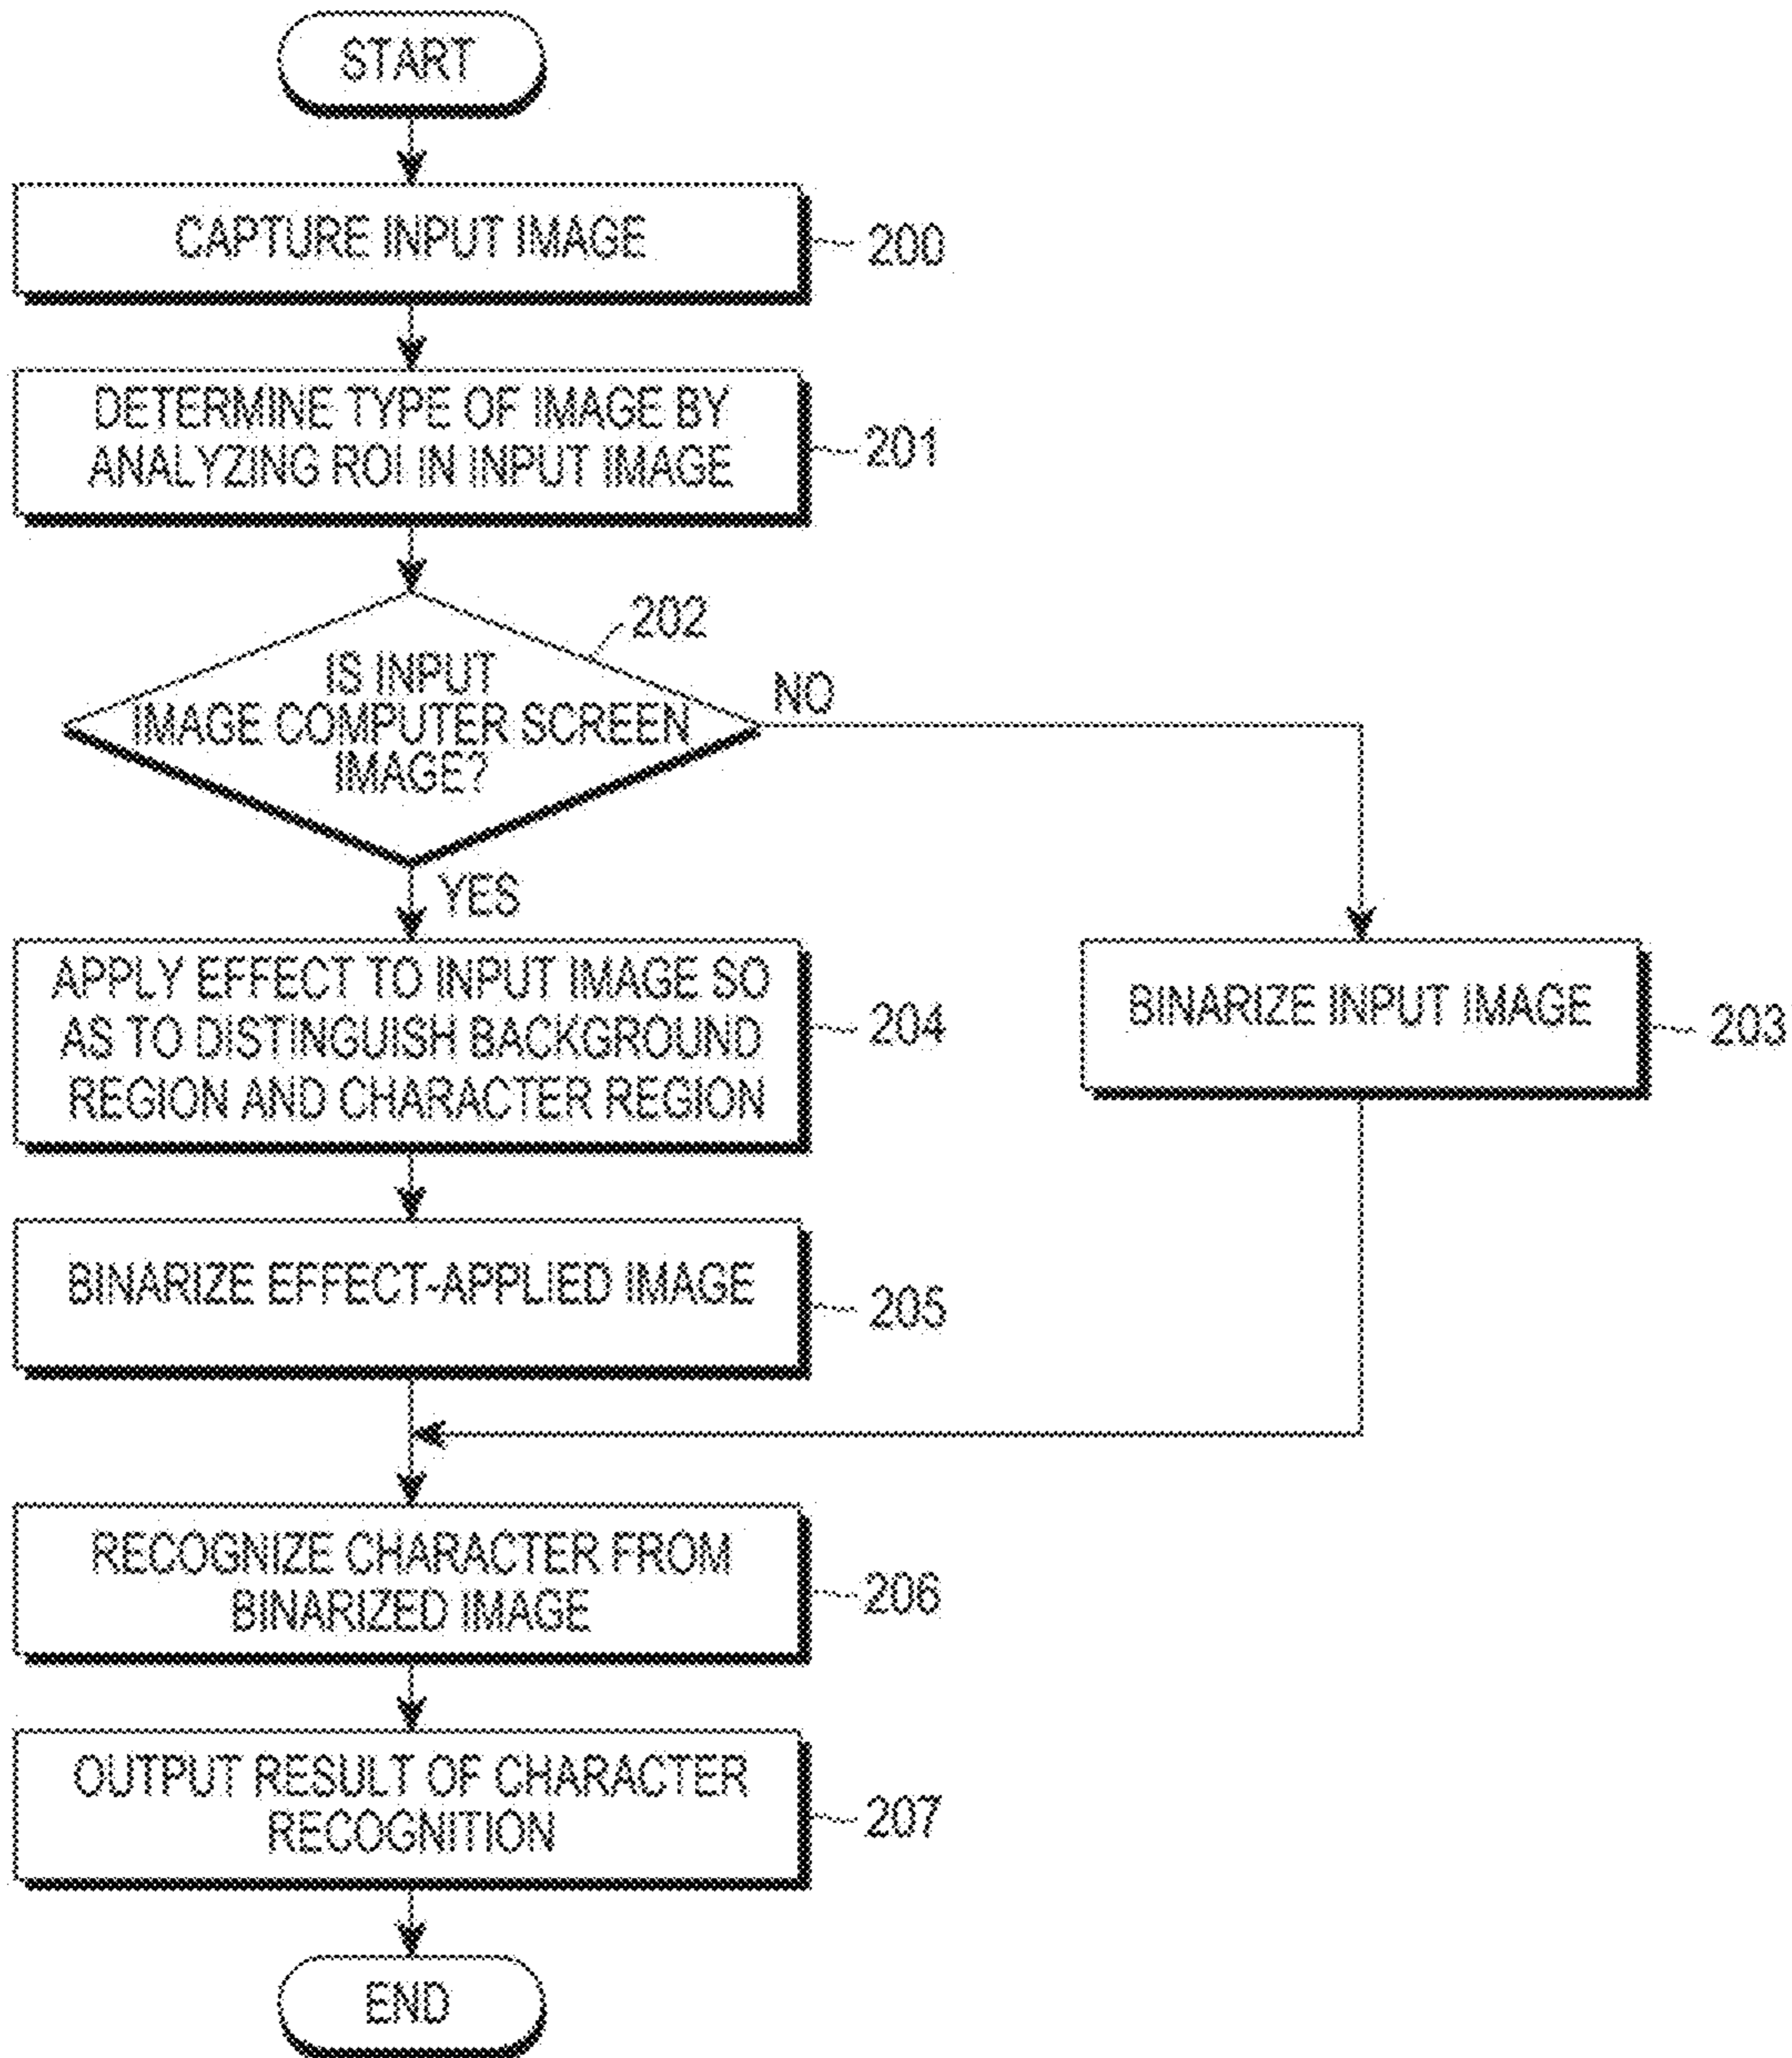 START
CAPTURE INPUT IMAGE
200
DETERMINE TYPE OF IMAGE BY
ANALYZING ROI IN INPUT IMAGE
201
202
IS INPUT
IMAGE COMPUTER SCREEN
IMAGE?
NO
YES
APPLY EFFECT TO INPUT IMAGE SO
AS TO DISTINGUISH BACKGROUND
REGION AND CHARACTER REGION
204
BINARIZE INPUT IMAGE
203
BINARIZE EFFECT-APPLIED IMAGE
205
RECOGNIZE CHARACTER FROM
BINARIZED IMAGE
206
OUTPUT RESULT OF CHARACTER
RECOGNITION
207
END